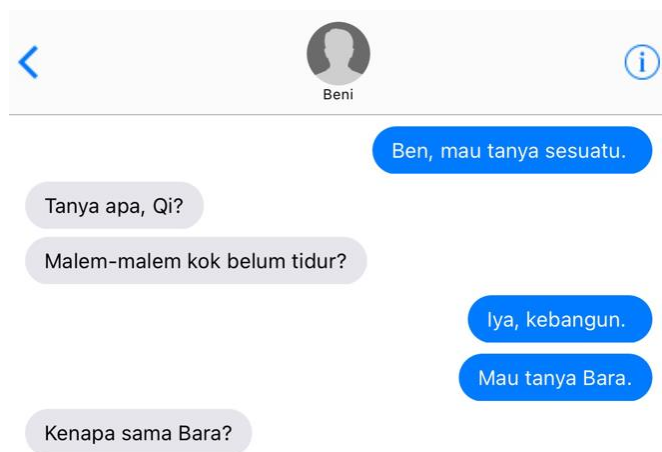 Beni
Ben, mau tanya sesuatu.
Tanya apa, Qi?
Malem-malem kok belum tidur?
Iya, kebangun.
Mau tanya Bara.
Kenapa sama Bara?